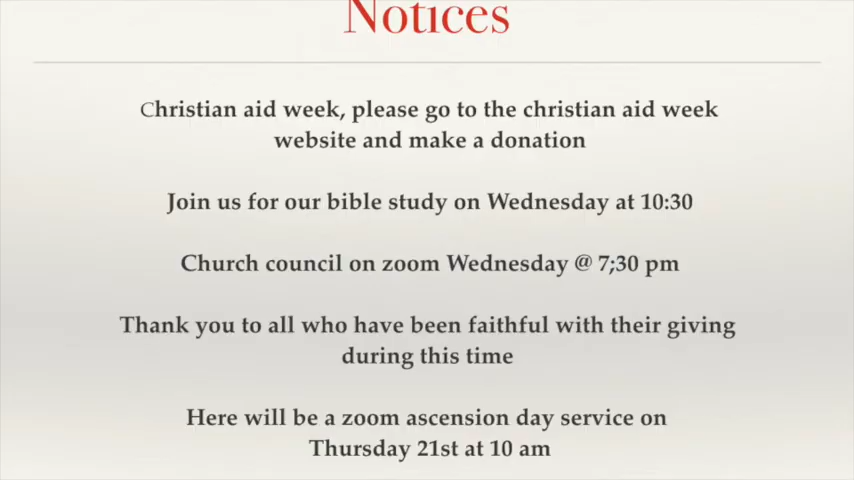 Notices
Christian aid week, please go to the christian aid week
website and make a donation
Join us for our bible study on Wednesday at 10:30
Church council on zoom Wednesday @ 7;30 pm
Thank you to all who have been faithful with their giving
during this time
Here will be a zoom ascension day service on
Thursday 21st at 10 am